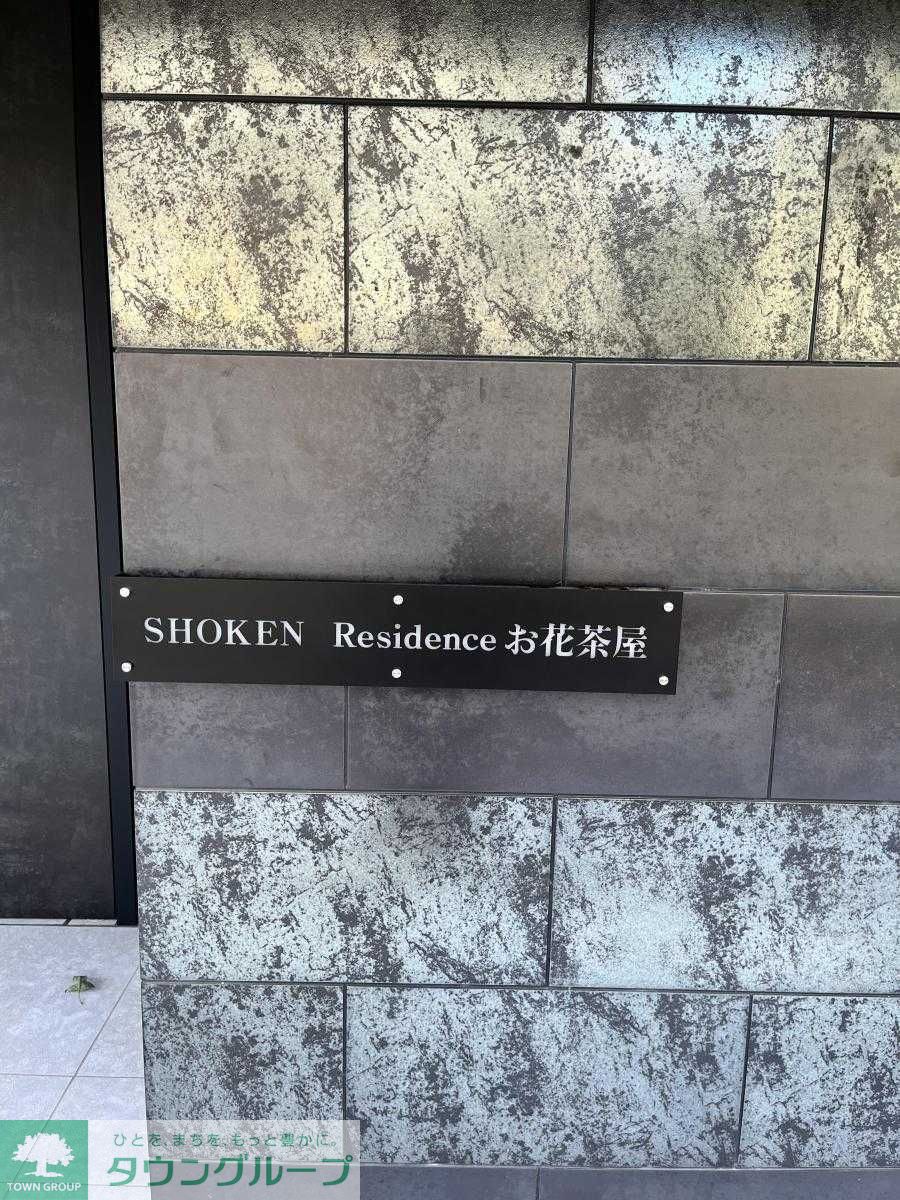 SHOKEN Residence お花茶屋
ひとを、まちを、もっと豊かに。
タウングループ
TOWN GROUP